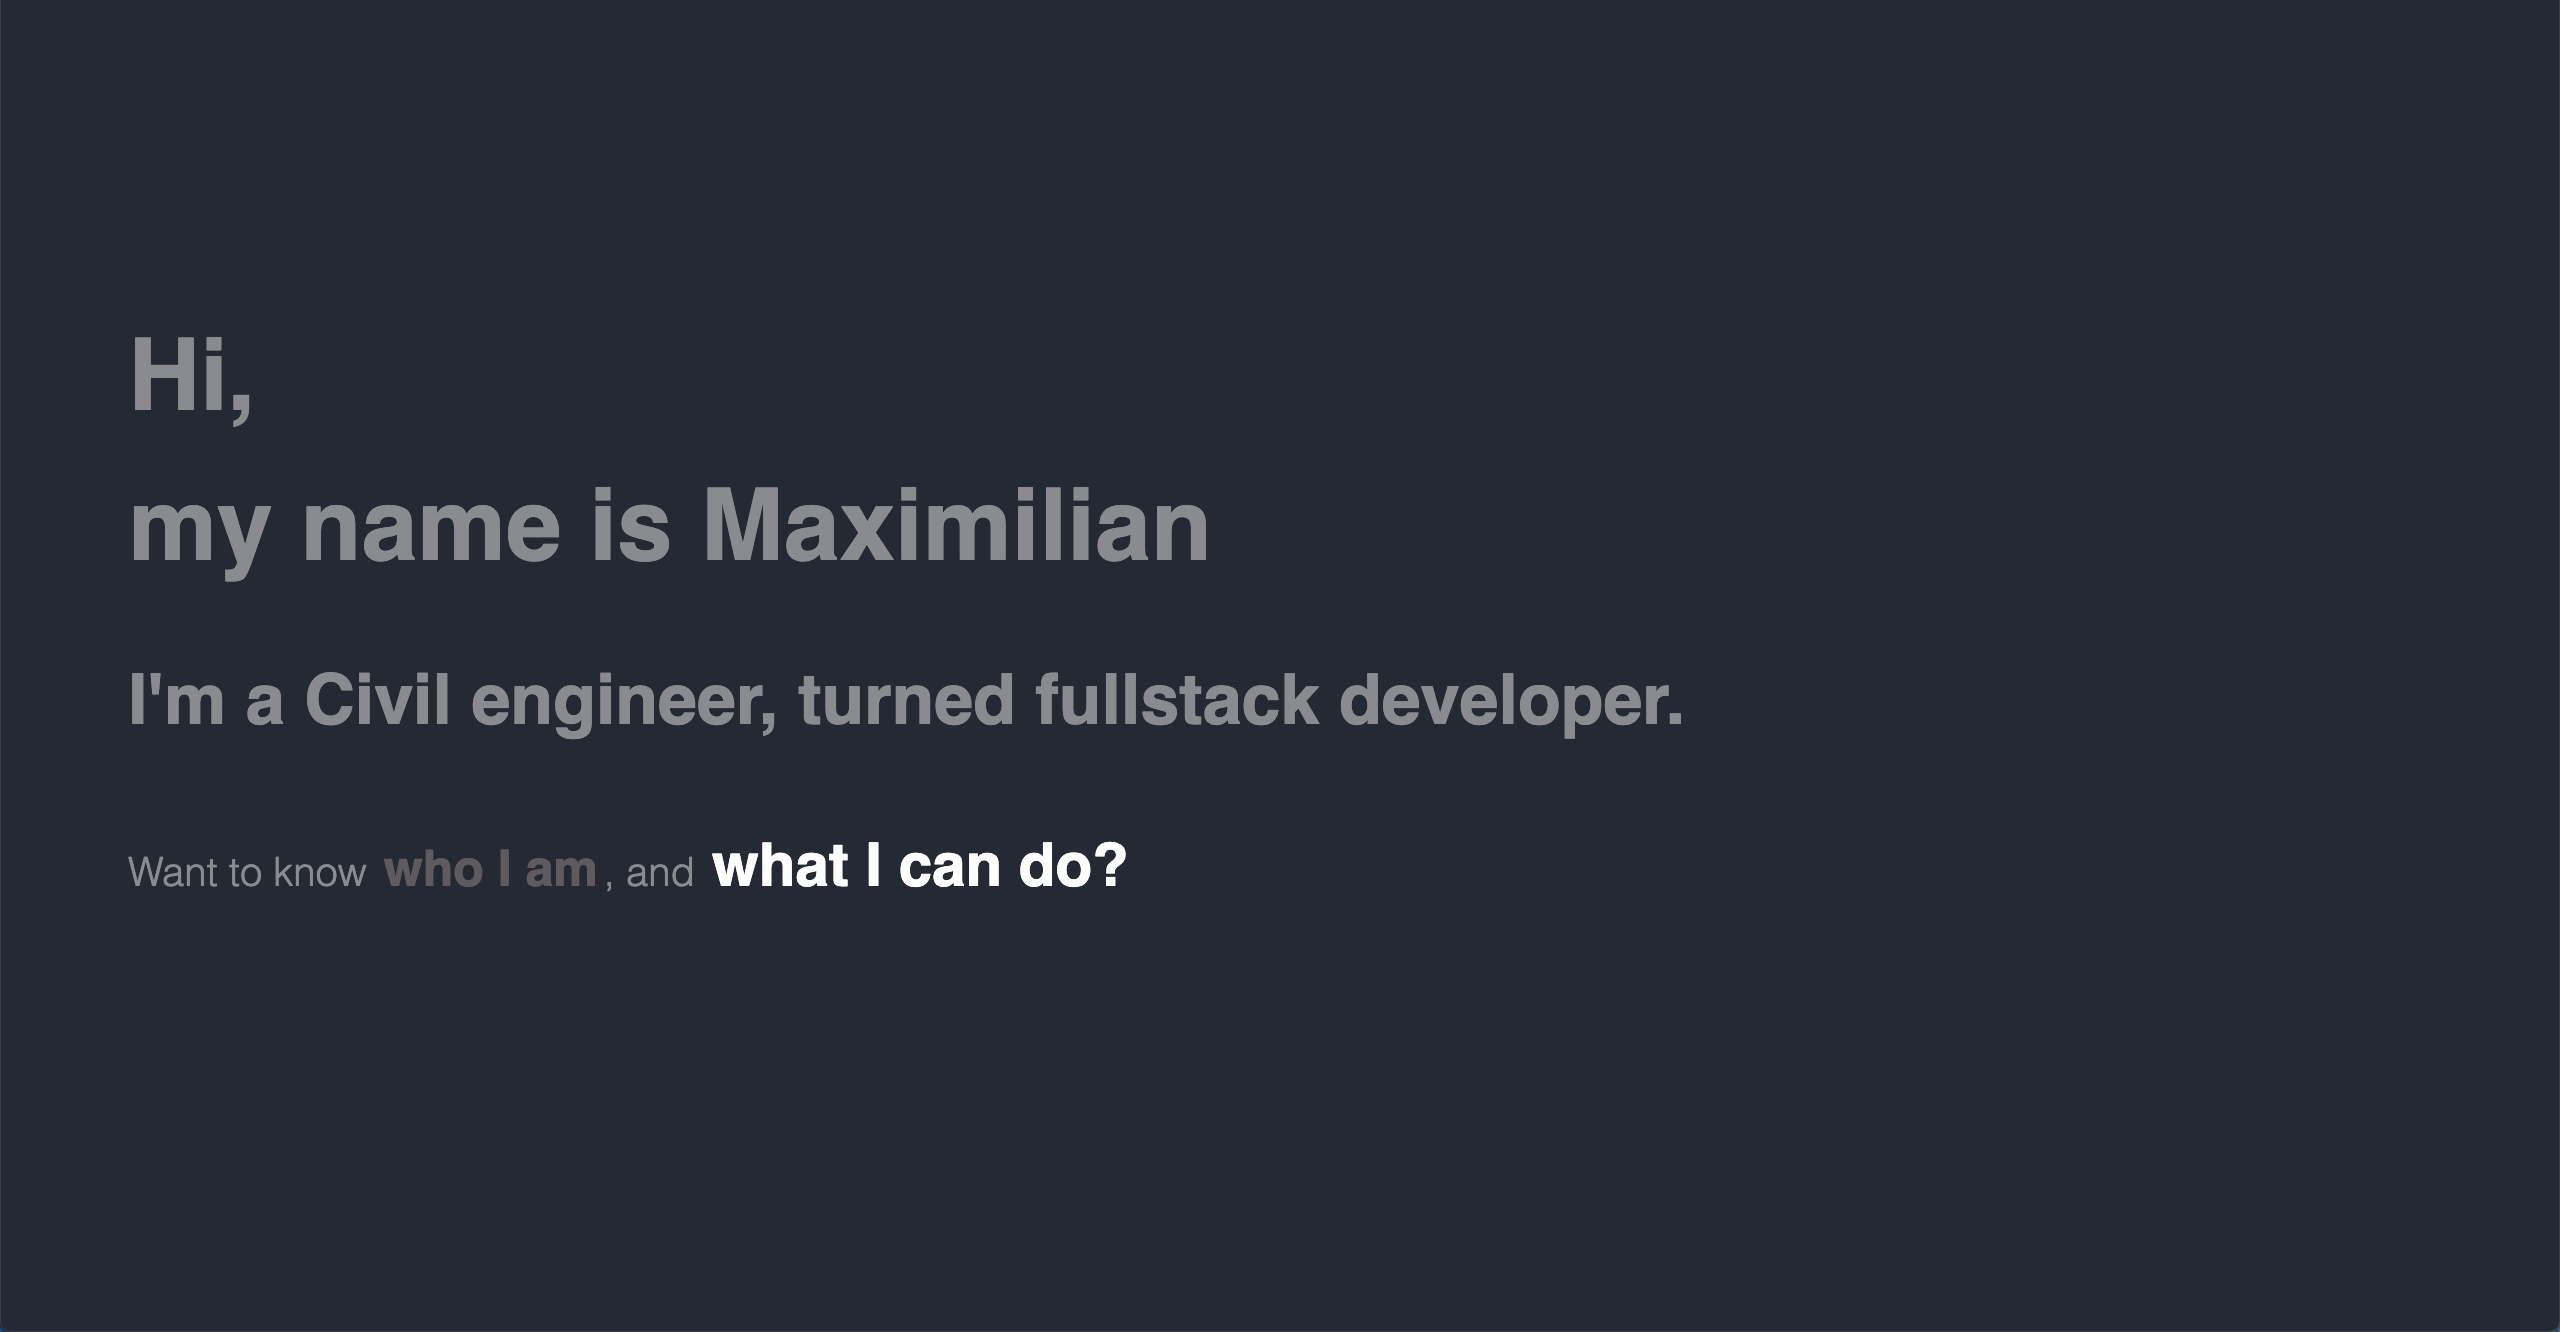 Hi,
my name is Maximilian
I'm a Civil engineer, turned fullstack developer.
Want to know who I am, and what I can do?